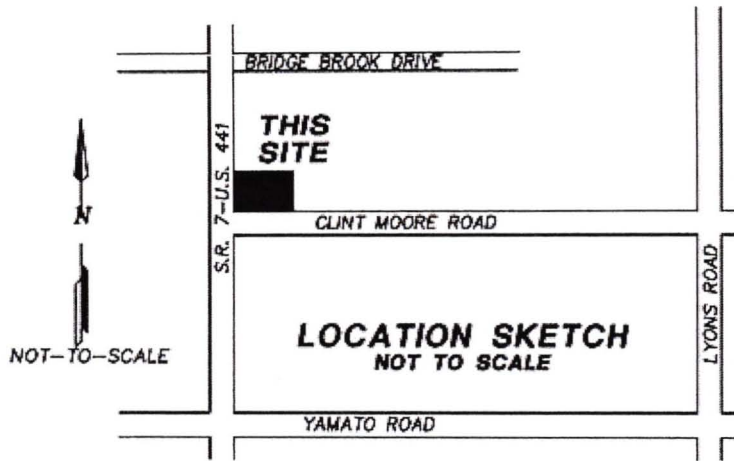 BRIDGE BROOK DRIVE
THIS
SITE
S.R. 7-U.S. 441
N
CLINT MOORE ROAD
LYONS ROAD
LOCATION SKETCH
NOT TO SCALE
NOT-TO-SCALE
YAMATO ROAD